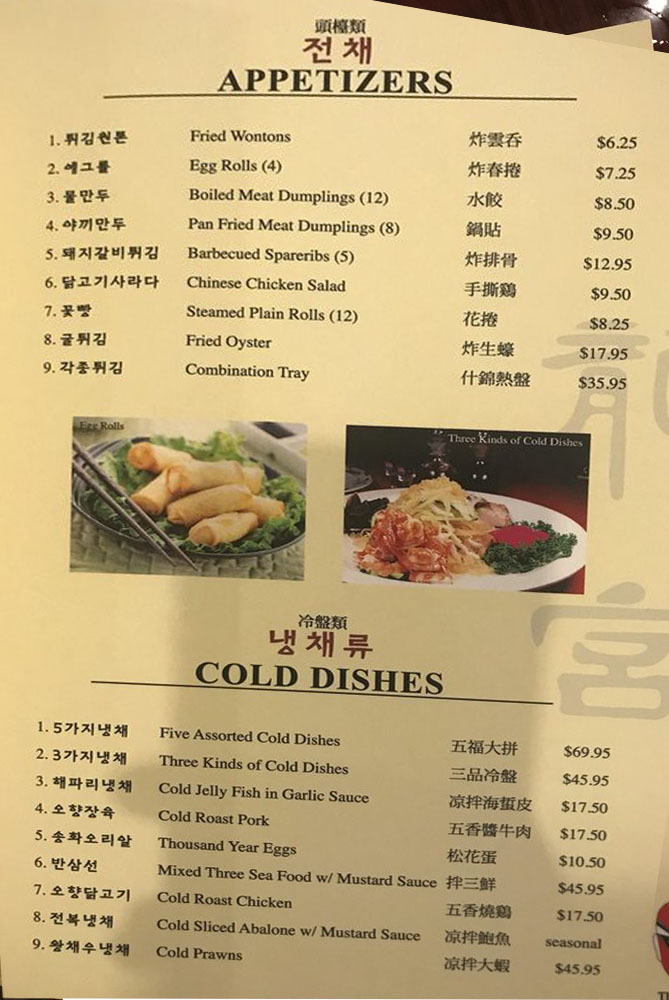 頭檯類
전채
APPETIZERS
1. 튀김원톤 Fried Wontons 炸雲吞 $6.25
2. 에그롤 Egg Rolls (4) 炸春捲 $7.25
3. 물만두 Boiled Meat Dumplings (12) 水餃 $8.50
4. 야끼만두 Pan Fried Meat Dumplings (8) 鍋貼 $9.50
5. 돼지갈비튀김 Barbecued Spareribs (5) 炸排骨 $12.95
6. 닭고기사라다 Chinese Chicken Salad 手撕鷄 $9.50
7. 꽃빵 Steamed Plain Rolls (12) 花捲 $8.25
8. 굴튀김 Fried Oyster 炸生蠔 $17.95
9. 각종튀김 Combination Tray 什錦熱盤 $35.95
龍宮
Egg Rolls
Three Kinds of Cold Dishes
冷盤類
냉채류
COLD DISHES
1. 5가지냉채 Five Assorted Cold Dishes 五福大拼 $69.95
2. 3가지냉채 Three Kinds of Cold Dishes 三品冷盤 $45.95
3. 해파리냉채 Cold Jelly Fish in Garlic Sauce 凉拌海蜇皮 $17.50
4. 오향장육 Cold Roast Pork 五香醬牛肉 $17.50
5. 송화오리알 Thousand Year Eggs 松花蛋 $10.50
6. 반삼선 Mixed Three Sea Food w/ Mustard Sauce 拌三鮮 $45.95
7. 오향닭고기 Cold Roast Chicken 五香燒鷄 $17.50
8. 전복냉채 Cold Sliced Abalone w/ Mustard Sauce 凉拌鮑魚 seasonal
9. 왕채우냉채 Cold Prawns 凉拌大蝦 $45.95